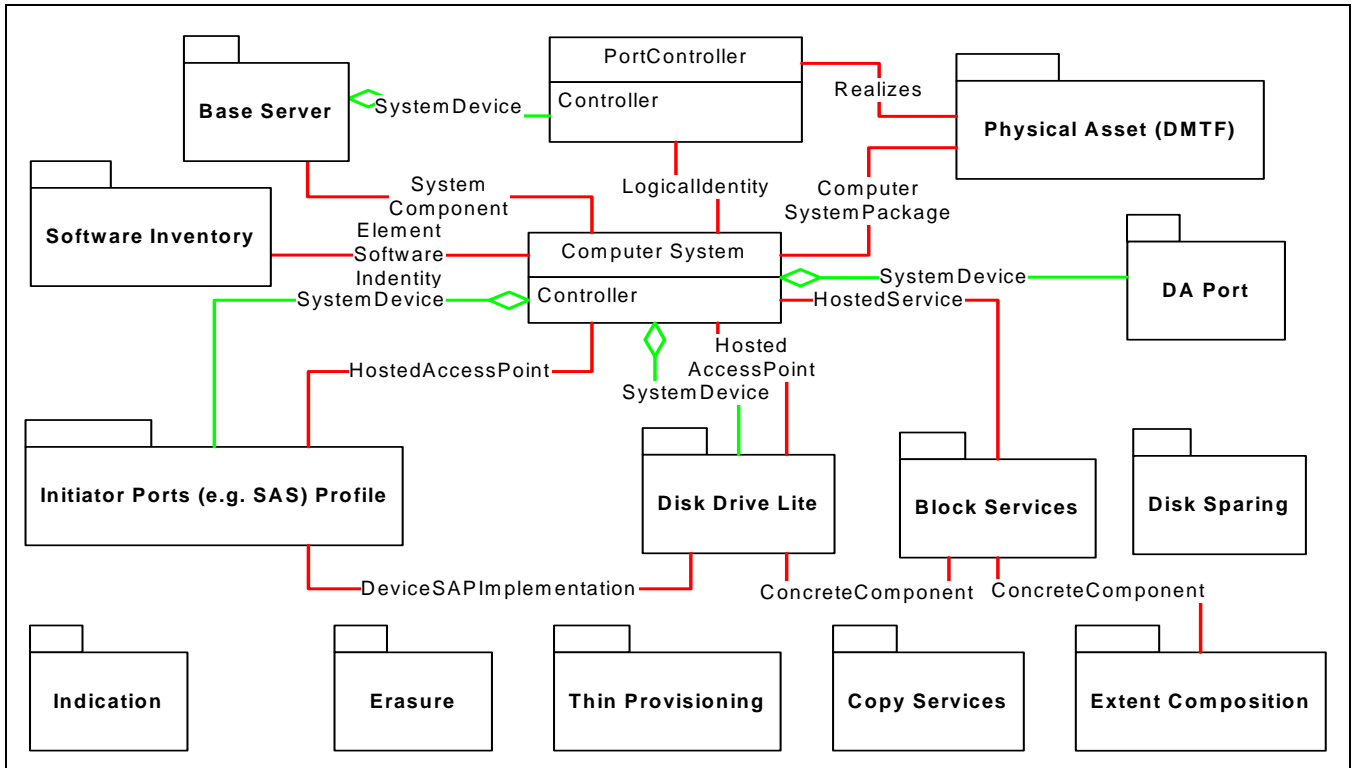 PortController
Controller
Base Server
SystemDevice
Realizes
Physical Asset (DMTF)
System
Component
LogicalIdentity
Computer
SystemPackage
Software Inventory
Element
Software
Indentity
Computer System
Controller
SystemDevice
SystemDevice
HostedService
DA Port
HostedAccessPoint
Hosted
AccessPoint
SystemDevice
Initiator Ports (e.g. SAS) Profile
Disk Drive Lite
Block Services
Disk Sparing
DeviceSAPImplementation
ConcreteComponent
ConcreteComponent
Indication
Erasure
Thin Provisioning
Copy Services
Extent Composition